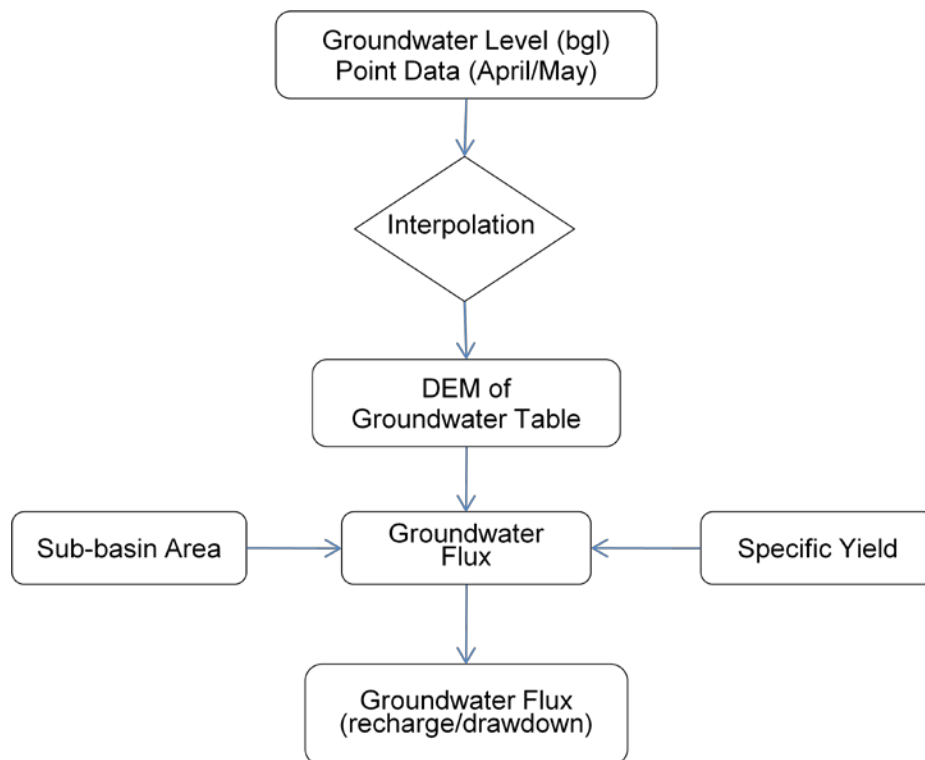 Groundwater Level (bgl)
Point Data (April/May)
Interpolation
DEM of
Groundwater Table
Sub-basin Area
Groundwater
Flux
Specific Yield
Groundwater Flux
(recharge/drawdown)